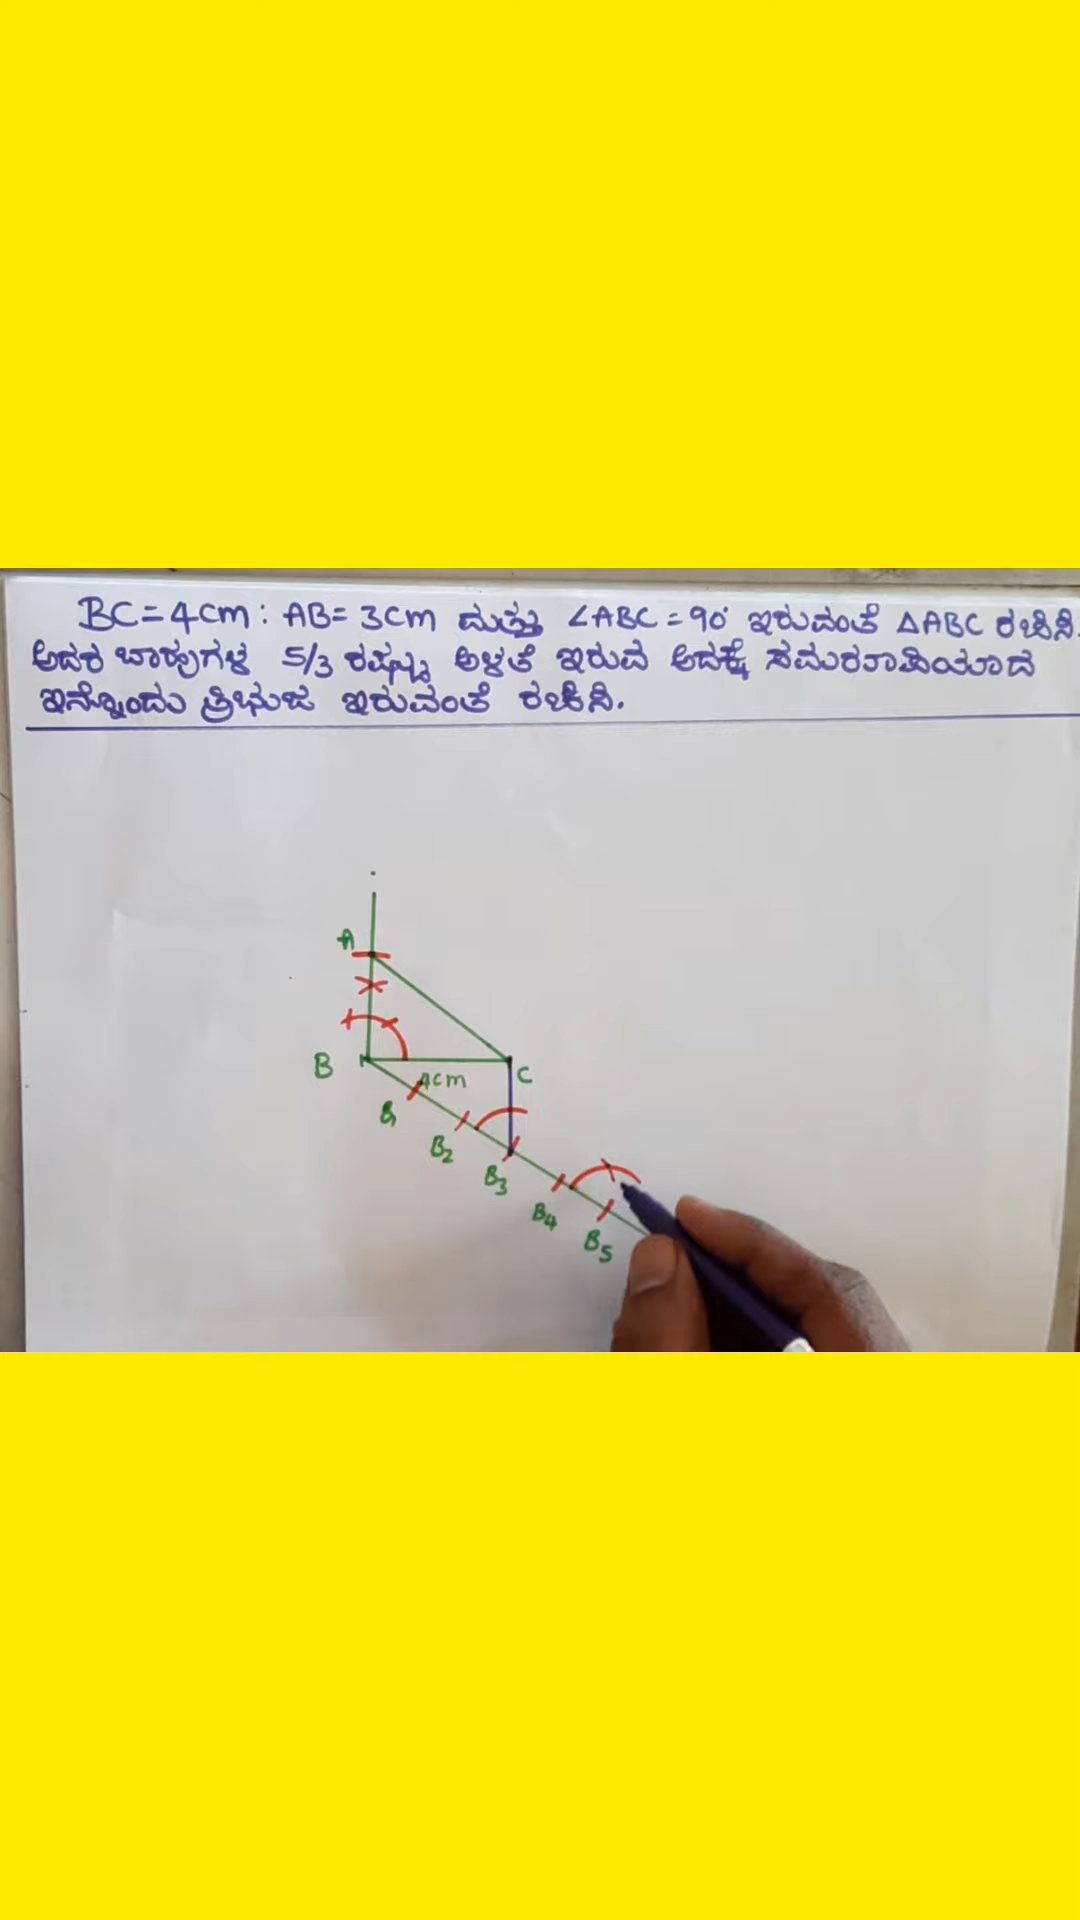 BC = 4cm : AB = 3cm ಮತ್ತು ∠ABC = 90° ಇರುವಂತೆ ΔABC ರಚಿಸಿ.
ಅದರ ಬಾಹುಗಳ 5/3 ರಷ್ಟು ಅಳತೆ ಇರುವ ಅದಕ್ಕೆ ಸಮರೂಪಿಯಾದ
ಇನ್ನೊಂದು ತ್ರಿಭುಜ ಇರುವಂತೆ ರಚಿಸಿ.
A
B
4cm
C
B1
B2
B3
B4
B5